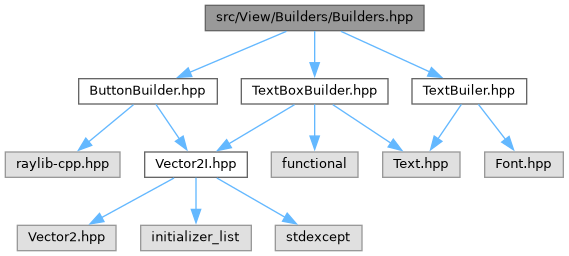 src/View/Builders/Builders.hpp
ButtonBuilder.hpp
TextBoxBuilder.hpp
TextBuiler.hpp
raylib-cpp.hpp
Vector2I.hpp
functional
Text.hpp
Font.hpp
Vector2.hpp
initializer_list
stdexcept